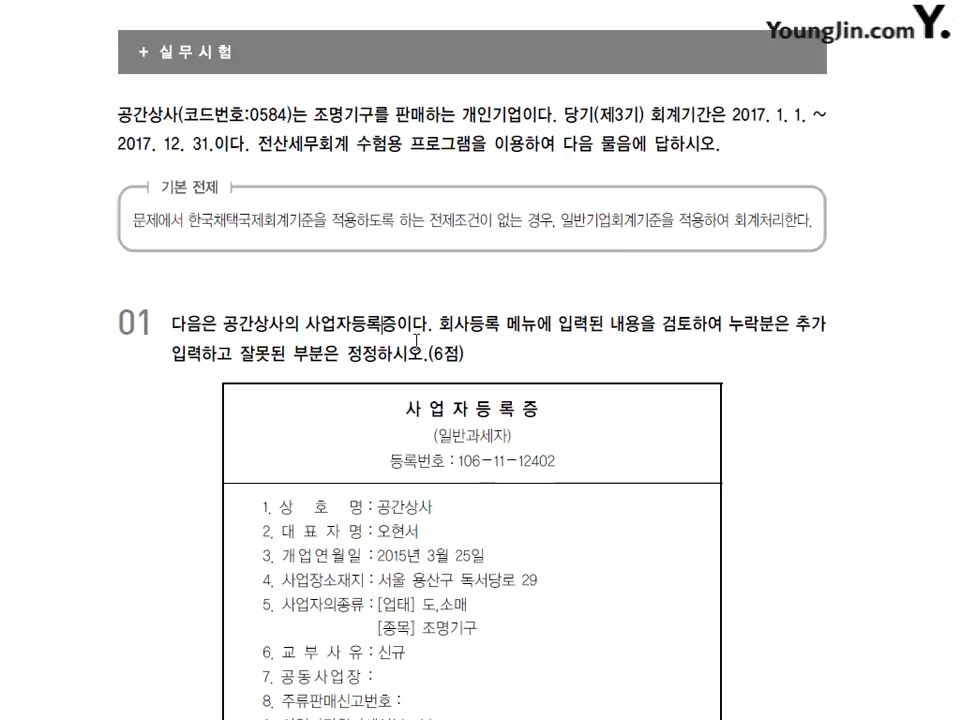 YoungJin.com Y.
+ 실무시험
공간상사(코드번호:0584)는 조명기구를 판매하는 개인기업이다. 당기(제3기) 회계기간은 2017. 1. 1. ~
2017. 12. 31.이다. 전산세무회계 수험용 프로그램을 이용하여 다음 물음에 답하시오.
기본 전제
문제에서 한국채택국제회계기준을 적용하도록 하는 전제조건이 없는 경우, 일반기업회계기준을 적용하여 회계처리한다.
01 다음은 공간상사의 사업자등록증이다. 회사등록 메뉴에 입력된 내용을 검토하여 누락분은 추가
입력하고 잘못된 부분은 정정하시오.(6점)
사 업 자 등 록 증
(일반과세자)
등록번호 : 106-11-12402
1. 상 호 명 : 공간상사
2. 대 표 자 명 : 오현서
3. 개업연월일 : 2015년 3월 25일
4. 사업장소재지 : 서울 용산구 독서당로 29
5. 사업자의종류 : [업태] 도,소매
[종목] 조명기구
6. 교 부 사 유 : 신규
7. 공동사업장 :
8. 주류판매신고번호 :